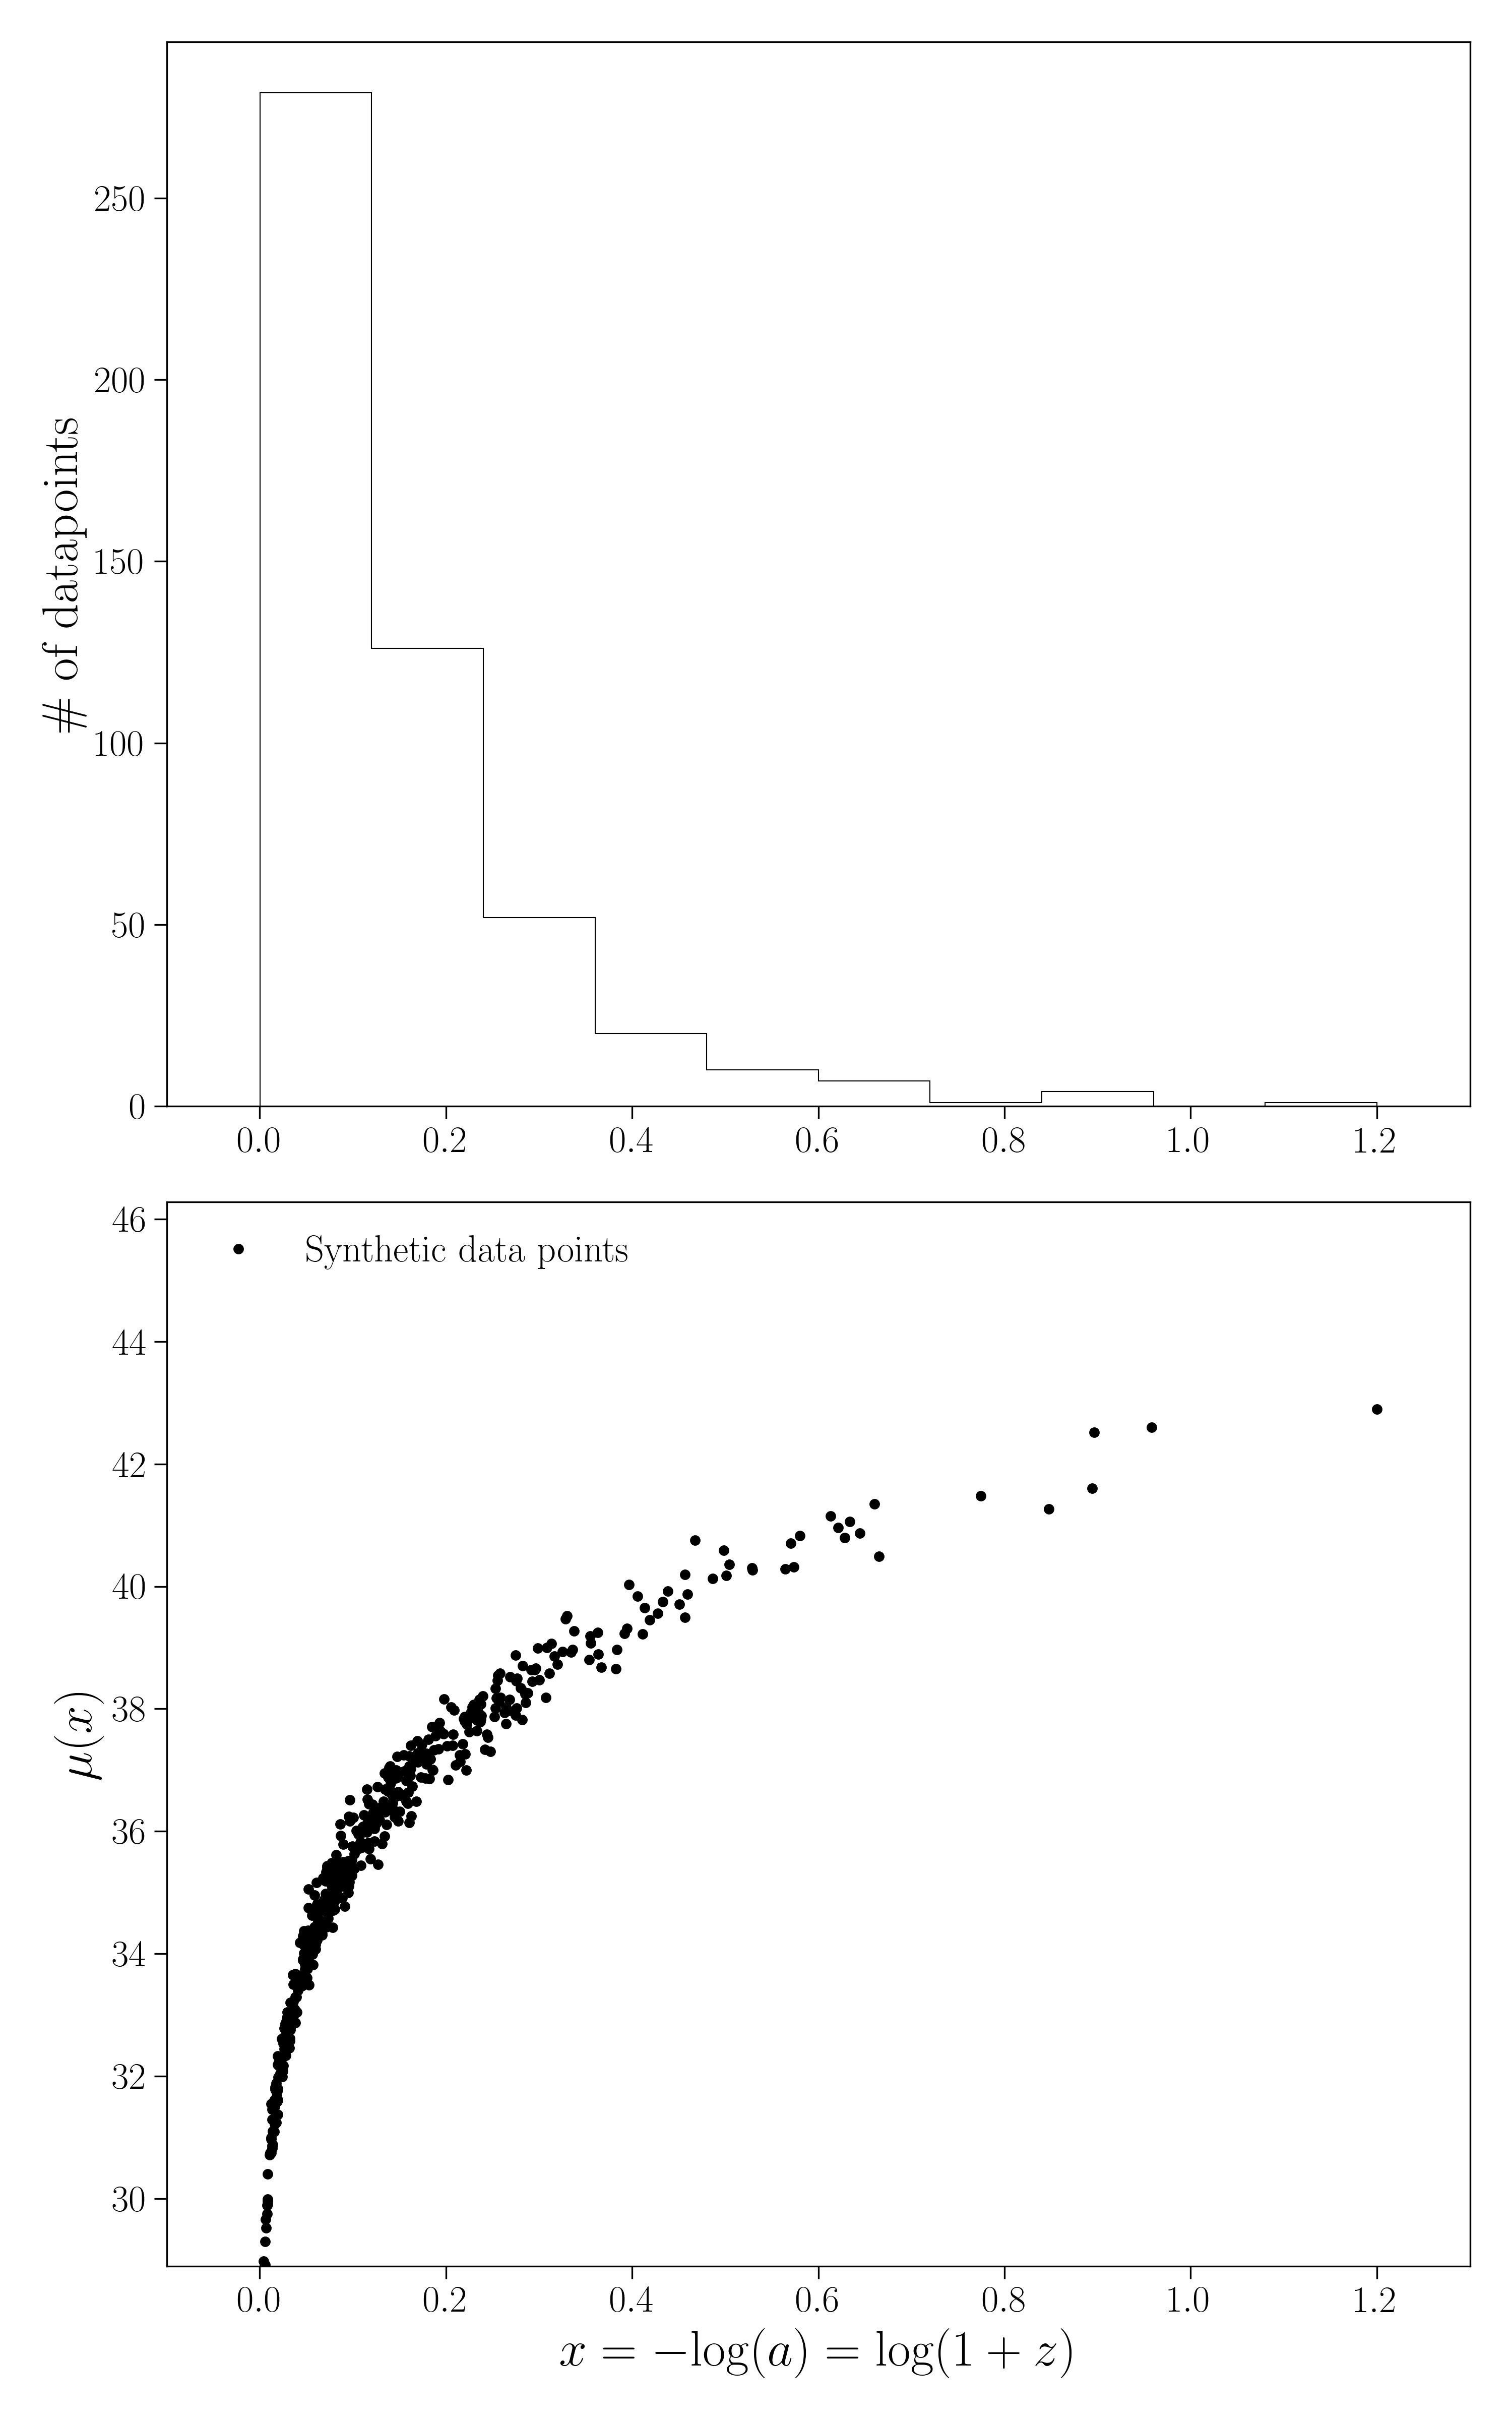 # of datapoints
250
200
150
100
50
0
0.0 0.2 0.4 0.6 0.8 1.0 1.2
Synthetic data points
μ(x)
46
44
42
40
38
36
34
32
30
0.0 0.2 0.4 0.6 0.8 1.0 1.2
x = −log(a) = log(1 + z)